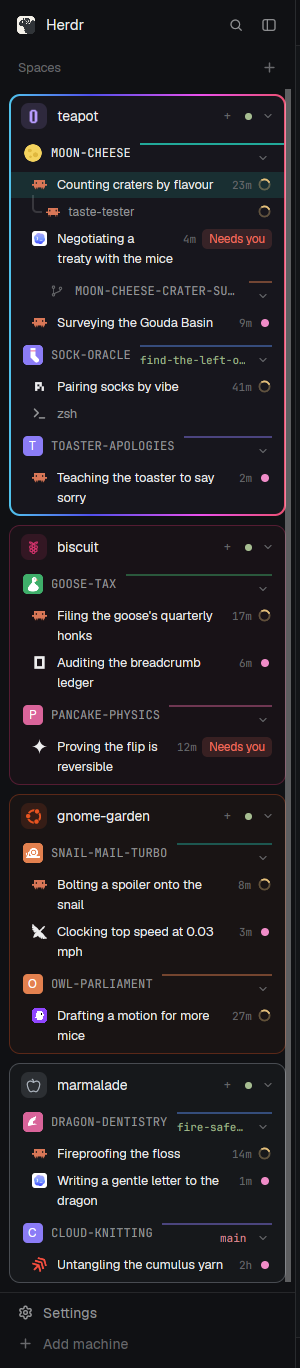 Herdr
Spaces
teapot
MOON-CHEESE
Counting craters by flavour 23m
taste-tester
Negotiating a 4m Needs you
treaty with the mice
MOON-CHEESE-CRATER-SU…
Surveying the Gouda Basin 9m
SOCK-ORACLE find-the-left-o…
Pairing socks by vibe 41m
zsh
T TOASTER-APOLOGIES
Teaching the toaster to say 2m
sorry
biscuit
GOOSE-TAX
Filing the goose's quarterly 17m
honks
Auditing the breadcrumb 6m
ledger
P PANCAKE-PHYSICS
Proving the flip is 12m Needs you
reversible
gnome-garden
SNAIL-MAIL-TURBO
Bolting a spoiler onto the 8m
snail
Clocking top speed at 0.03 3m
mph
O OWL-PARLIAMENT
Drafting a motion for more 27m
mice
marmalade
DRAGON-DENTISTRY fire-safe…
Fireproofing the floss 14m
Writing a gentle letter to the 1m
dragon
C CLOUD-KNITTING main
Untangling the cumulus yarn 2h
Settings
Add machine